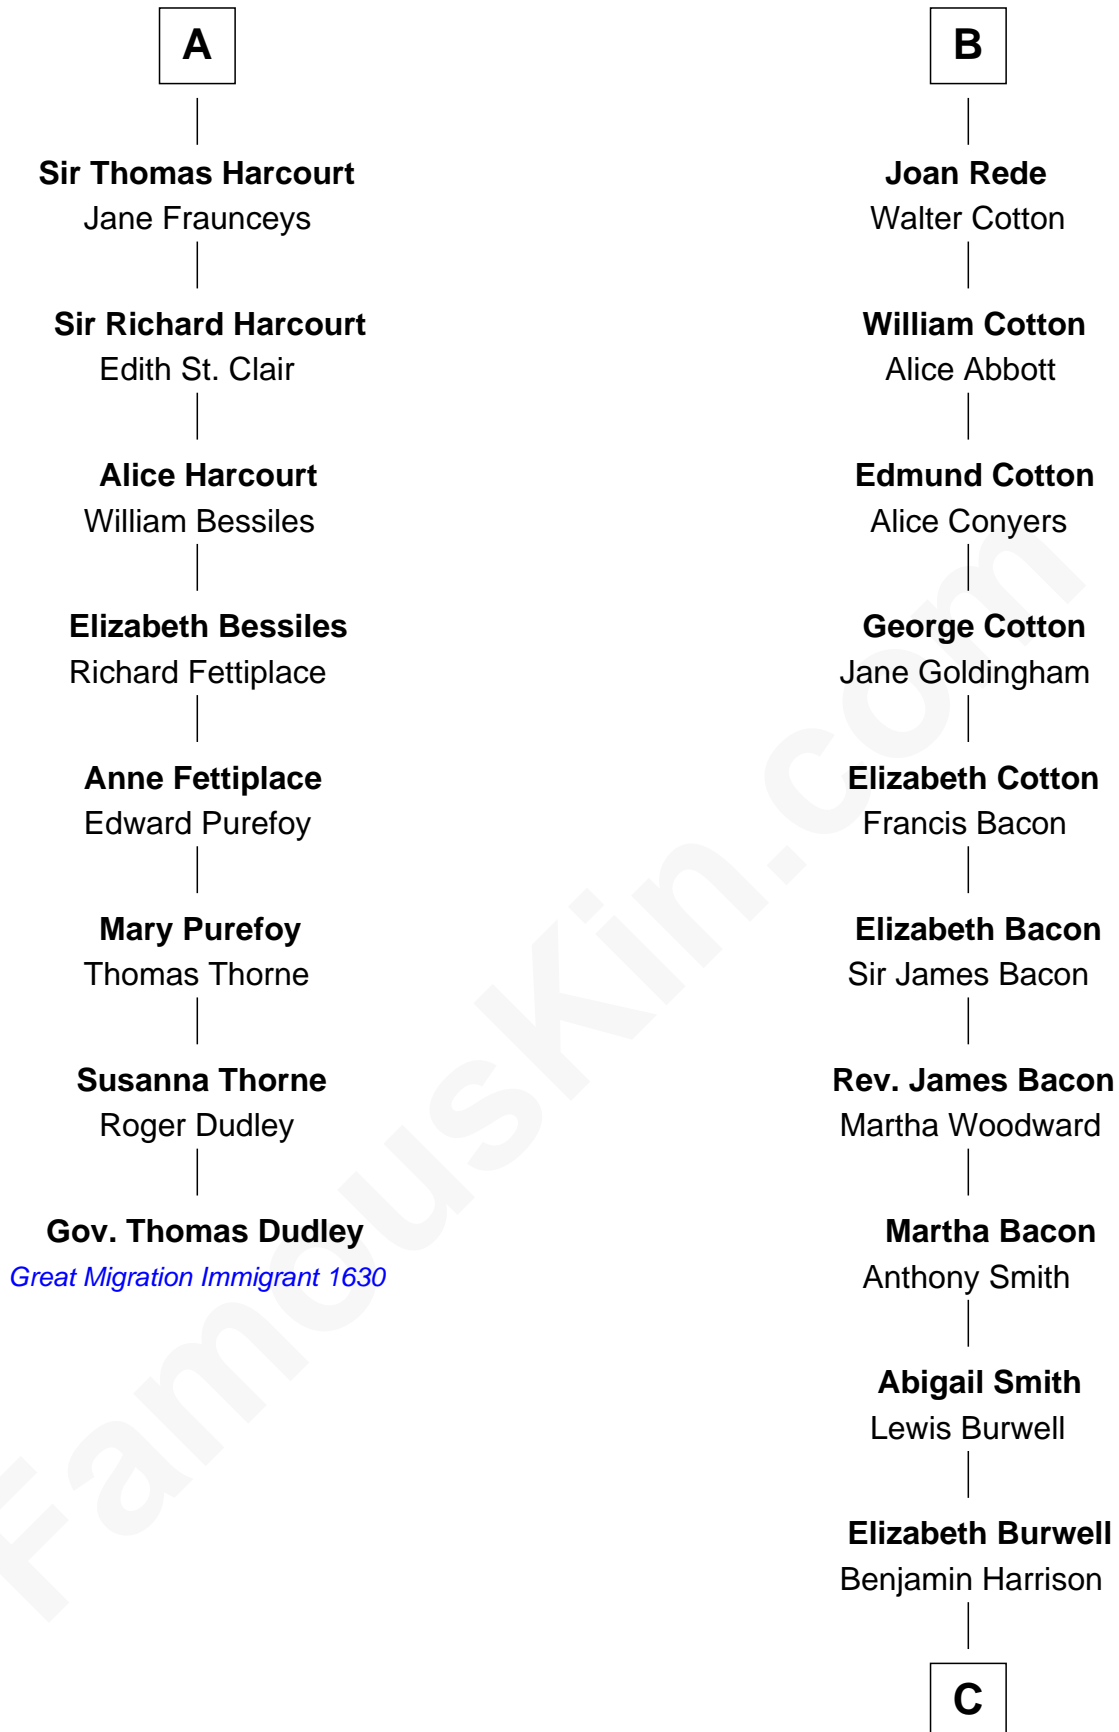 A
Sir Thomas Harcourt
Jane Fraunceys
Sir Richard Harcourt
Edith St. Clair
Alice Harcourt
William Bessiles
Elizabeth Bessiles
Richard Fettiplace
Anne Fettiplace
Edward Purefoy
Mary Purefoy
Thomas Thorne
Susanna Thorne
Roger Dudley
Gov. Thomas Dudley
Great Migration Immigrant 1630
B
Joan Rede
Walter Cotton
William Cotton
Alice Abbott
Edmund Cotton
Alice Conyers
George Cotton
Jane Goldingham
Elizabeth Cotton
Francis Bacon
Elizabeth Bacon
Sir James Bacon
Rev. James Bacon
Martha Woodward
Martha Bacon
Anthony Smith
Abigail Smith
Lewis Burwell
Elizabeth Burwell
Benjamin Harrison
C
FamousKin.com